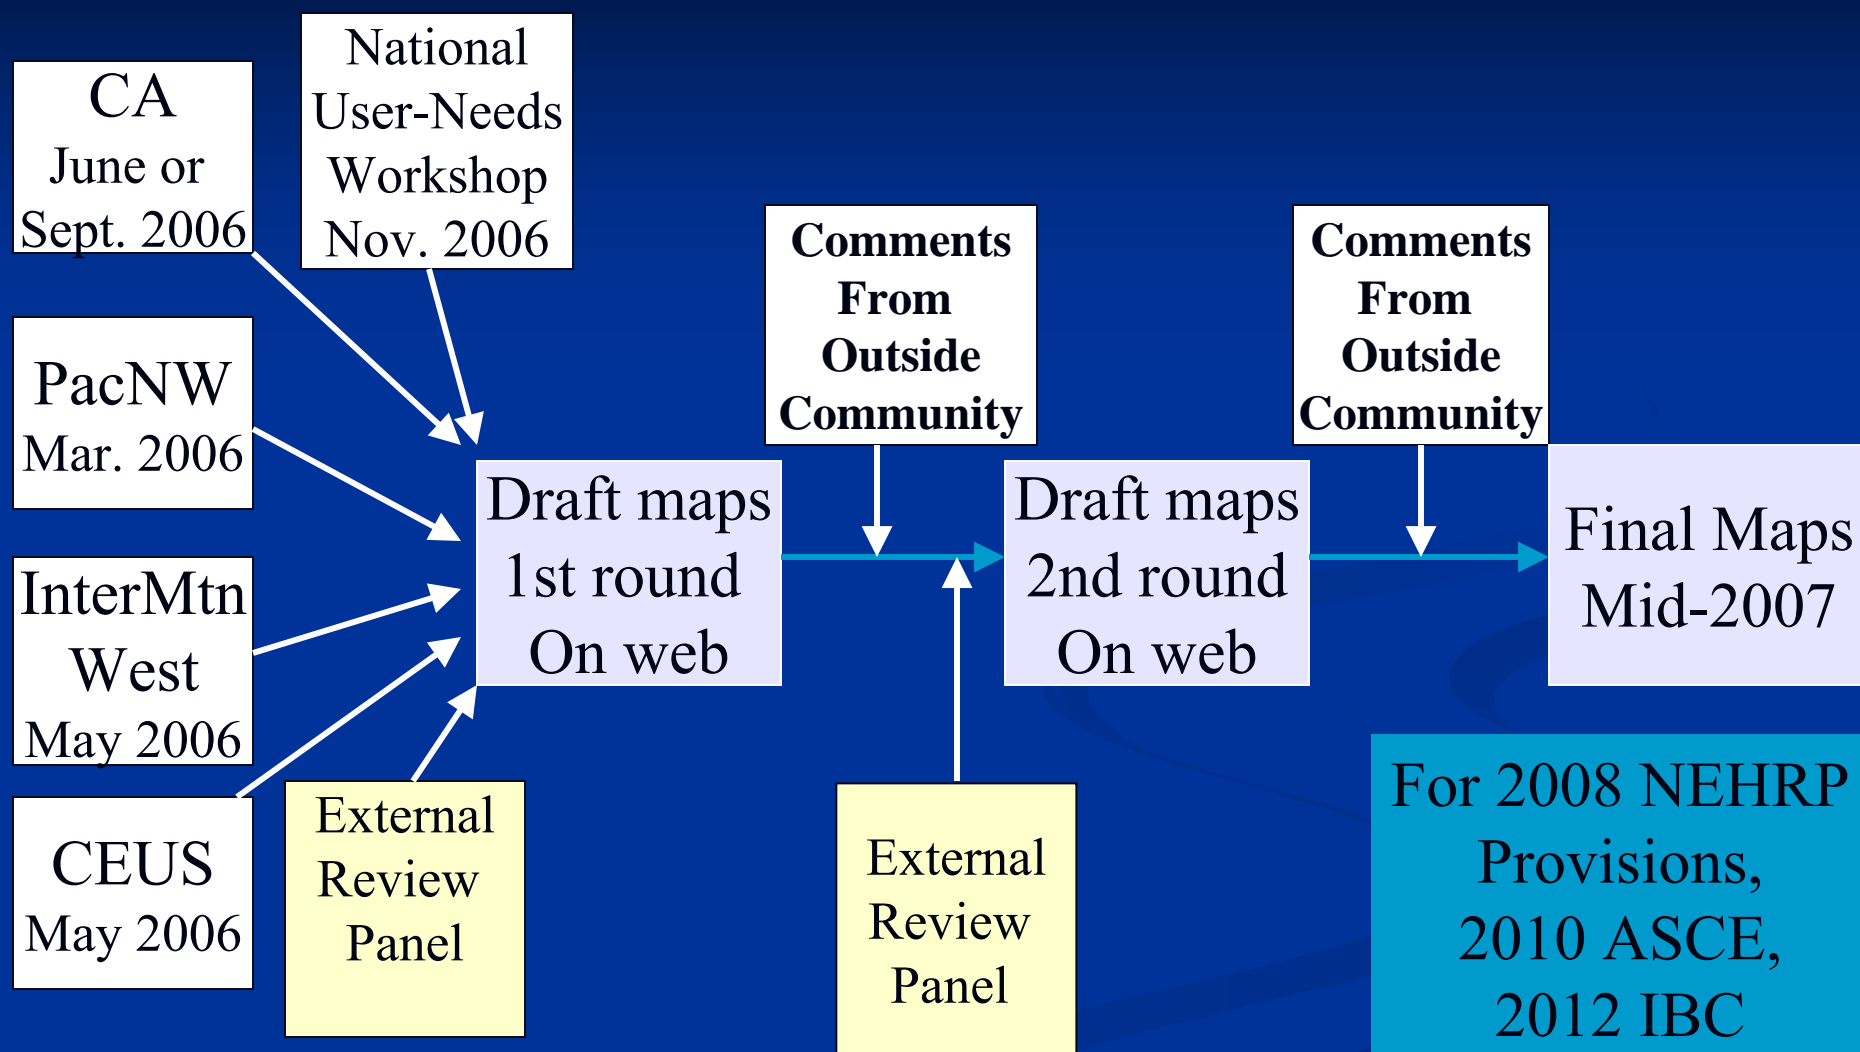 CA
June or
Sept. 2006
National
User-Needs
Workshop
Nov. 2006
PacNW
Mar. 2006
InterMtn
West
May 2006
CEUS
May 2006
External
Review
Panel
Draft maps
1st round
On web
Comments
From
Outside
Community
External
Review
Panel
Draft maps
2nd round
On web
Comments
From
Outside
Community
Final Maps
Mid-2007
For 2008 NEHRP
Provisions,
2010 ASCE,
2012 IBC